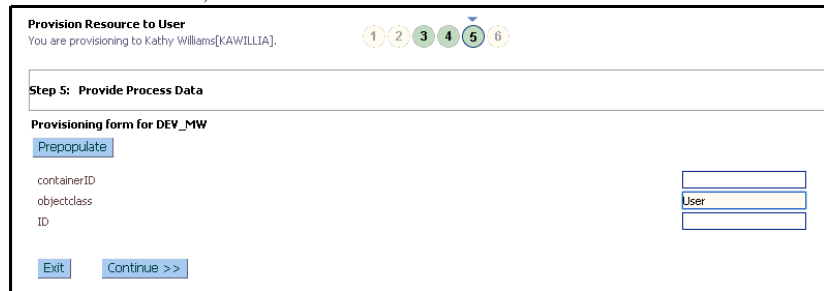 Provision Resource to User
You are provisioning to Kathy Williams[KAWILLIA].
1 2 3 4 5 6
Step 5: Provide Process Data
Provisioning form for DEV_MW
Prepopulate
containerID
objectclass User
ID
Exit Continue >>